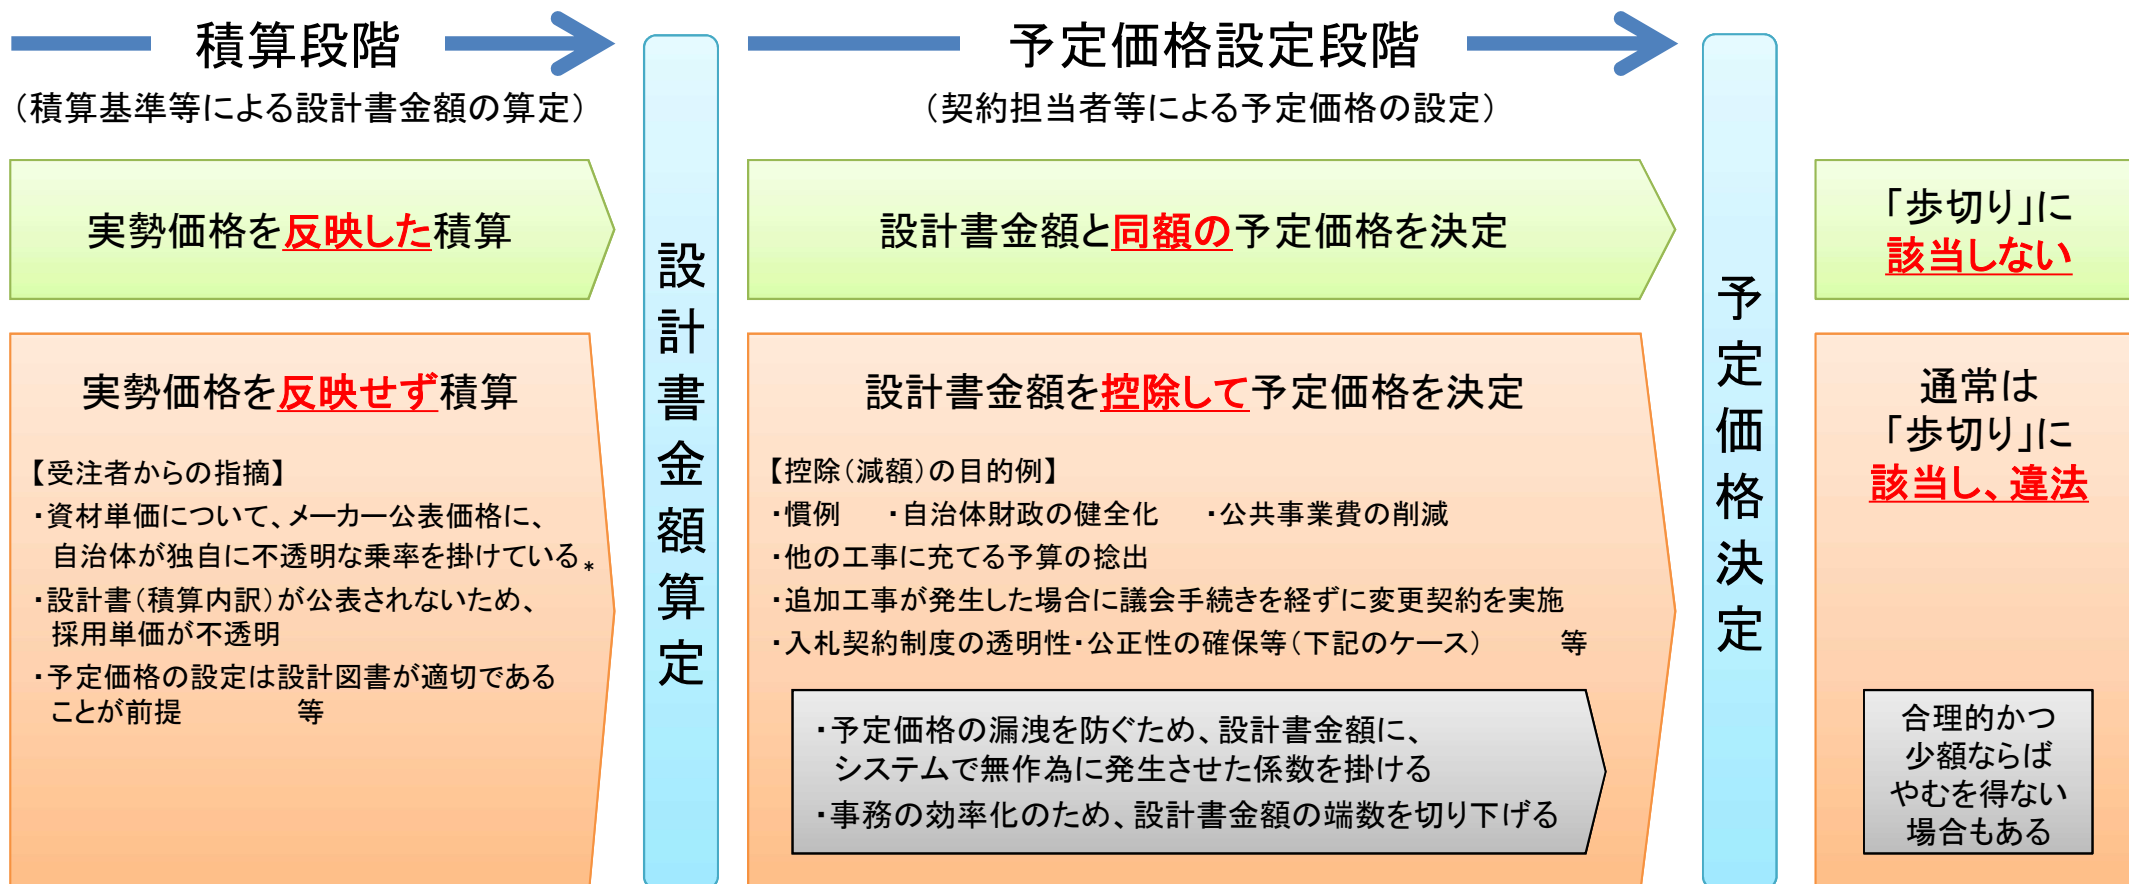 積算段階
(積算基準等による設計書金額の算定)
実勢価格を反映した積算
実勢価格を反映せず積算
【受注者からの指摘】
・資材単価について、メーカー公表価格に、
自治体が独自に不透明な乗率を掛けている*
・設計書(積算内訳)が公表されないため、
採用単価が不透明
・予定価格の設定は設計図書が適切である
ことが前提 等
設計書金額算定
予定価格設定段階
(契約担当者等による予定価格の設定)
設計書金額と同額の予定価格を決定
設計書金額を控除して予定価格を決定
【控除(減額)の目的例】
・慣例 ・自治体財政の健全化 ・公共事業費の削減
・他の工事に充てる予算の捻出
・追加工事が発生した場合に議会手続きを経ずに変更契約を実施
・入札契約制度の透明性・公正性の確保等(下記のケース) 等
・予定価格の漏洩を防ぐため、設計書金額に、
システムで無作為に発生させた係数を掛ける
・事務の効率化のため、設計書金額の端数を切り下げる
予定価格決定
「歩切り」に
該当しない
通常は
「歩切り」に
該当し、違法
合理的かつ
少額ならば
やむを得ない
場合もある